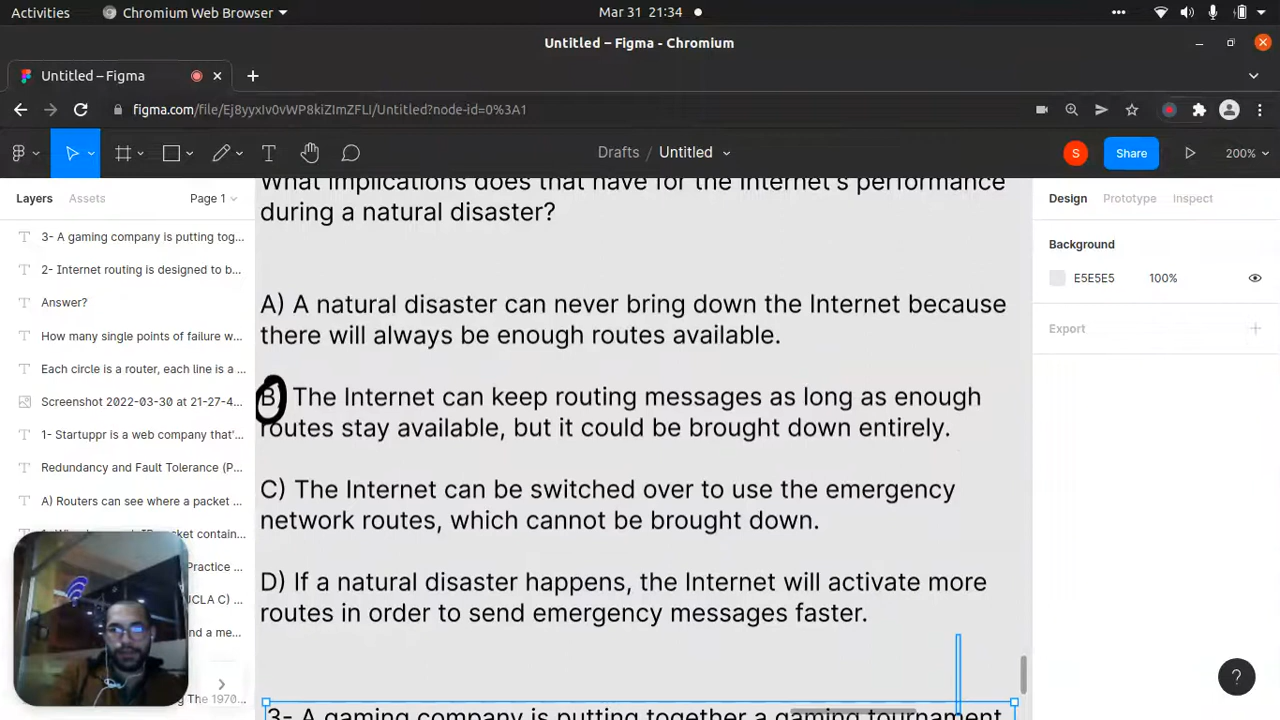 Activities
Chromium Web Browser
Mar 31 21:34
Untitled – Figma - Chromium
Untitled – Figma
figma.com/file/Ej8yyxIv0vWP8kiZImZFLI/Untitled?node-id=0%3A1
Drafts / Untitled
S
Share
200%
Layers
Assets
Page 1
3- A gaming company is putting tog...
2- Internet routing is designed to b...
Answer?
How many single points of failure w...
Each circle is a router, each line is a ...
Screenshot 2022-03-30 at 21-27-4...
1- Startuppr is a web company that'...
Redundancy and Fault Tolerance (P...
A) Routers can see where a packet ...
packet contain...
Practice ...
UCLA C) ...
nd a me...
ng The 1970...
What implications does that have for the Internet's performance
during a natural disaster?
A) A natural disaster can never bring down the Internet because
there will always be enough routes available.
B) The Internet can keep routing messages as long as enough
routes stay available, but it could be brought down entirely.
C) The Internet can be switched over to use the emergency
network routes, which cannot be brought down.
D) If a natural disaster happens, the Internet will activate more
routes in order to send emergency messages faster.
3- A gaming company is putting together a gaming tournament
Design
Prototype
Inspect
Background
E5E5E5
100%
Export
?